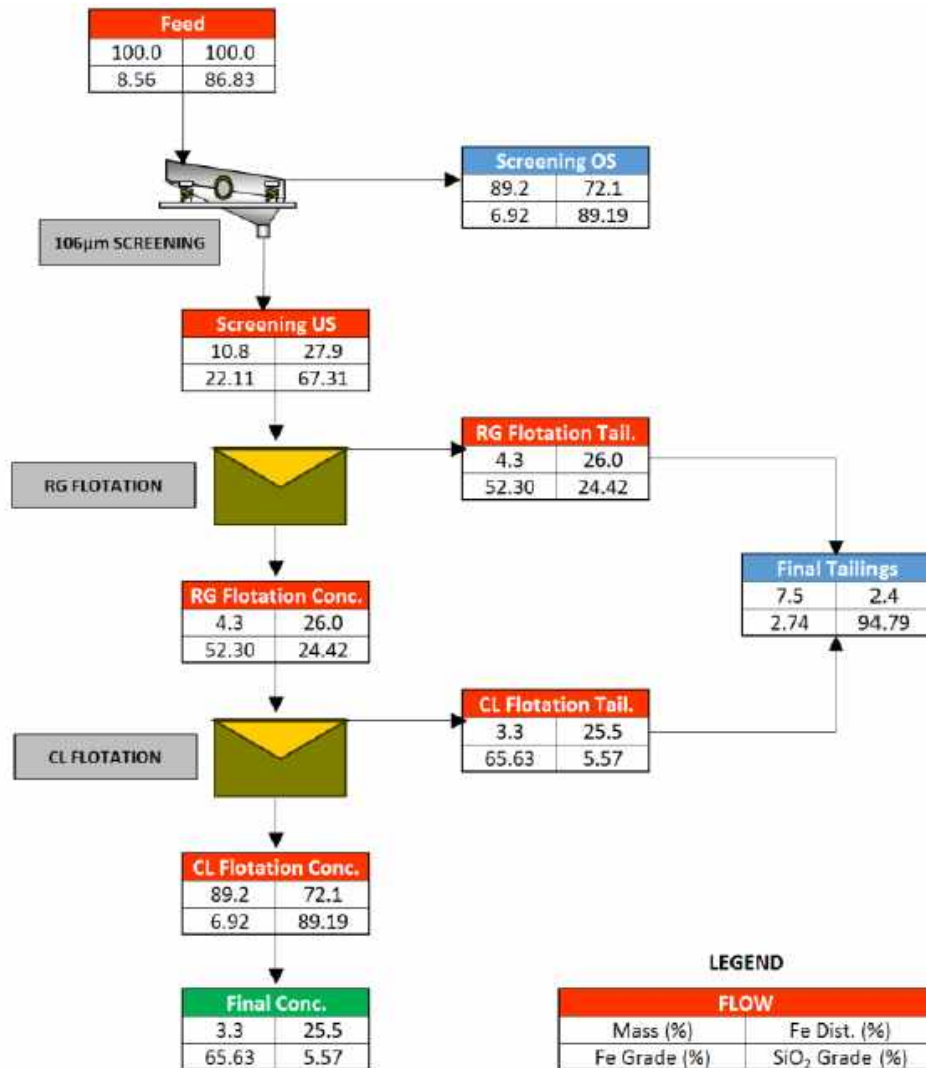 Feed
100.0 100.0
8.56 86.83
Screening OS
89.2 72.1
6.92 89.19
106µm SCREENING
Screening US
10.8 27.9
22.11 67.31
RG Flotation Tail.
4.3 26.0
52.30 24.42
RG FLOTATION
Final Tailings
7.5 2.4
2.74 94.79
RG Flotation Conc.
4.3 26.0
52.30 24.42
CL Flotation Tail.
3.3 25.5
65.63 5.57
CL FLOTATION
CL Flotation Conc.
89.2 72.1
6.92 89.19
Final Conc.
3.3 25.5
65.63 5.57
LEGEND
FLOW
Mass (%) Fe Dist. (%)
Fe Grade (%) SiO₂ Grade (%)